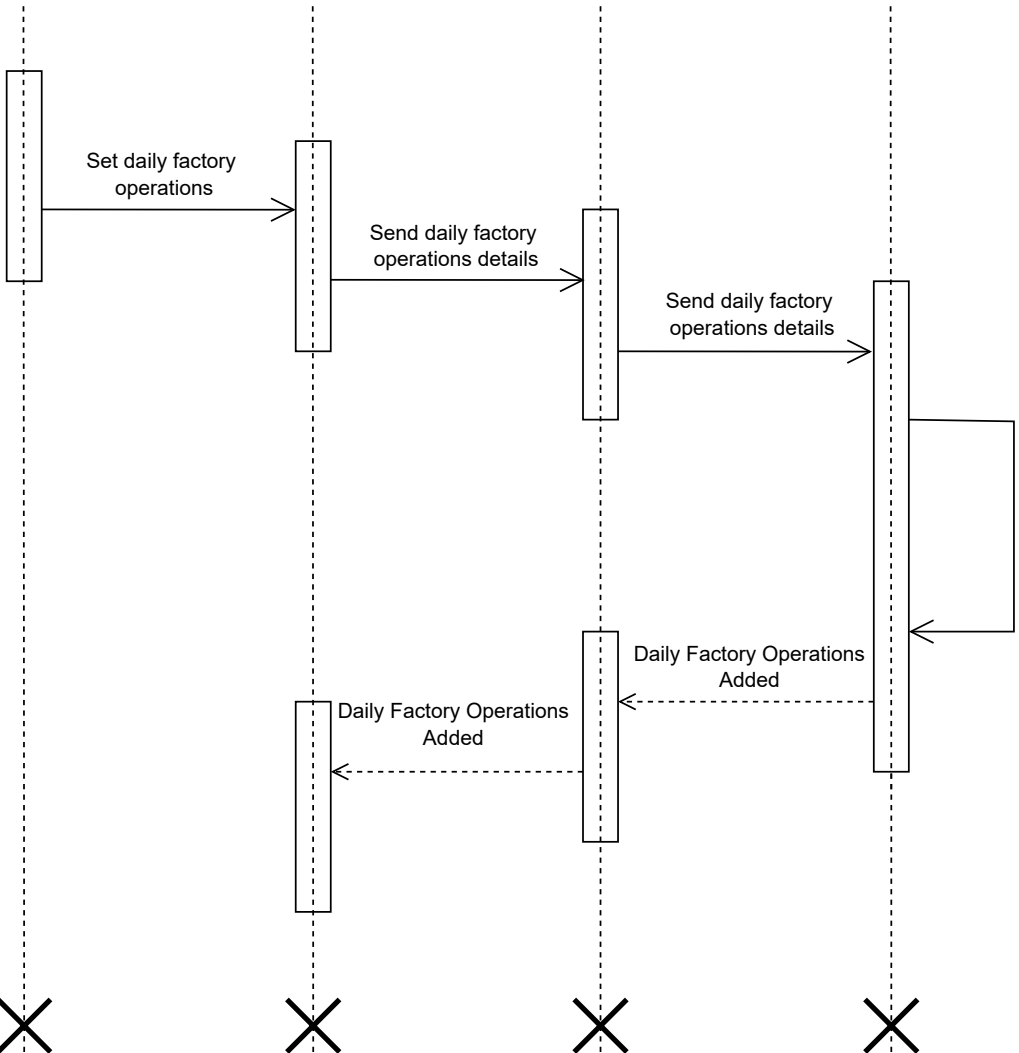 Set daily factory
operations
Send daily factory
operations details
Send daily factory
operations details
Daily Factory Operations
Added
Daily Factory Operations
Added